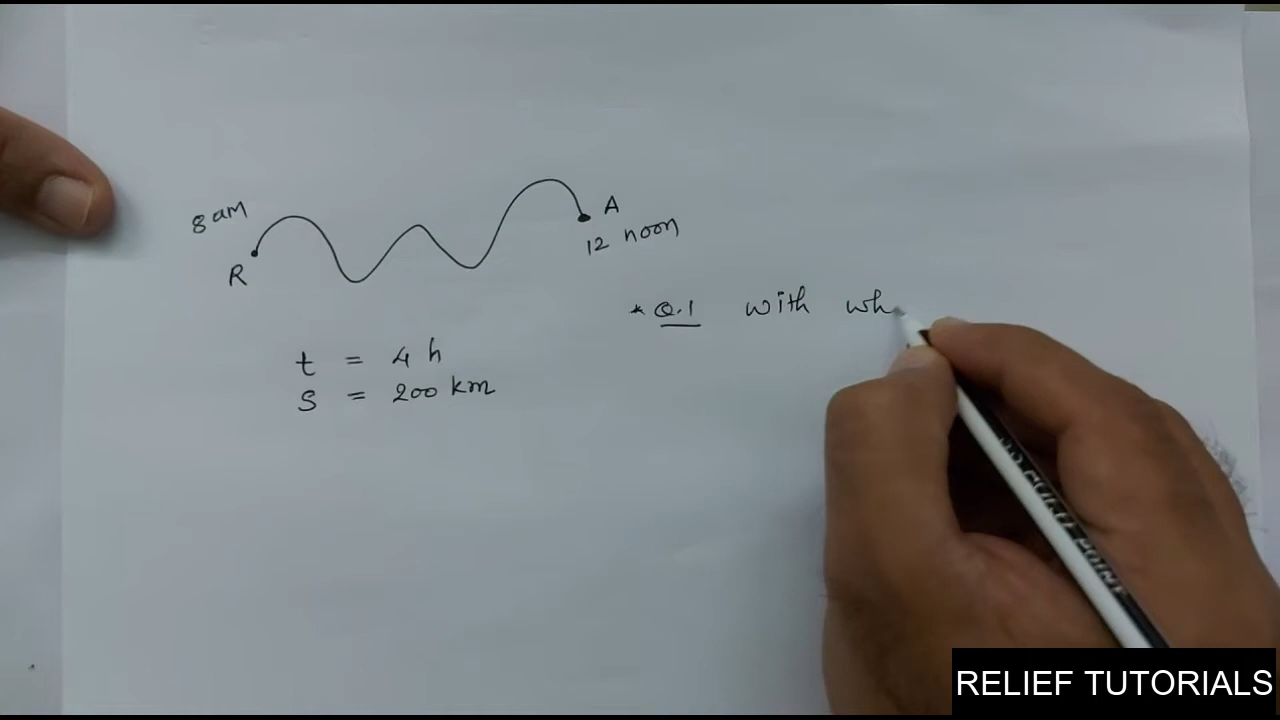 8 am
R
A
12 noon
* Q.1 with wh
t = 4 h
S = 200 km
RELIEF TUTORIALS